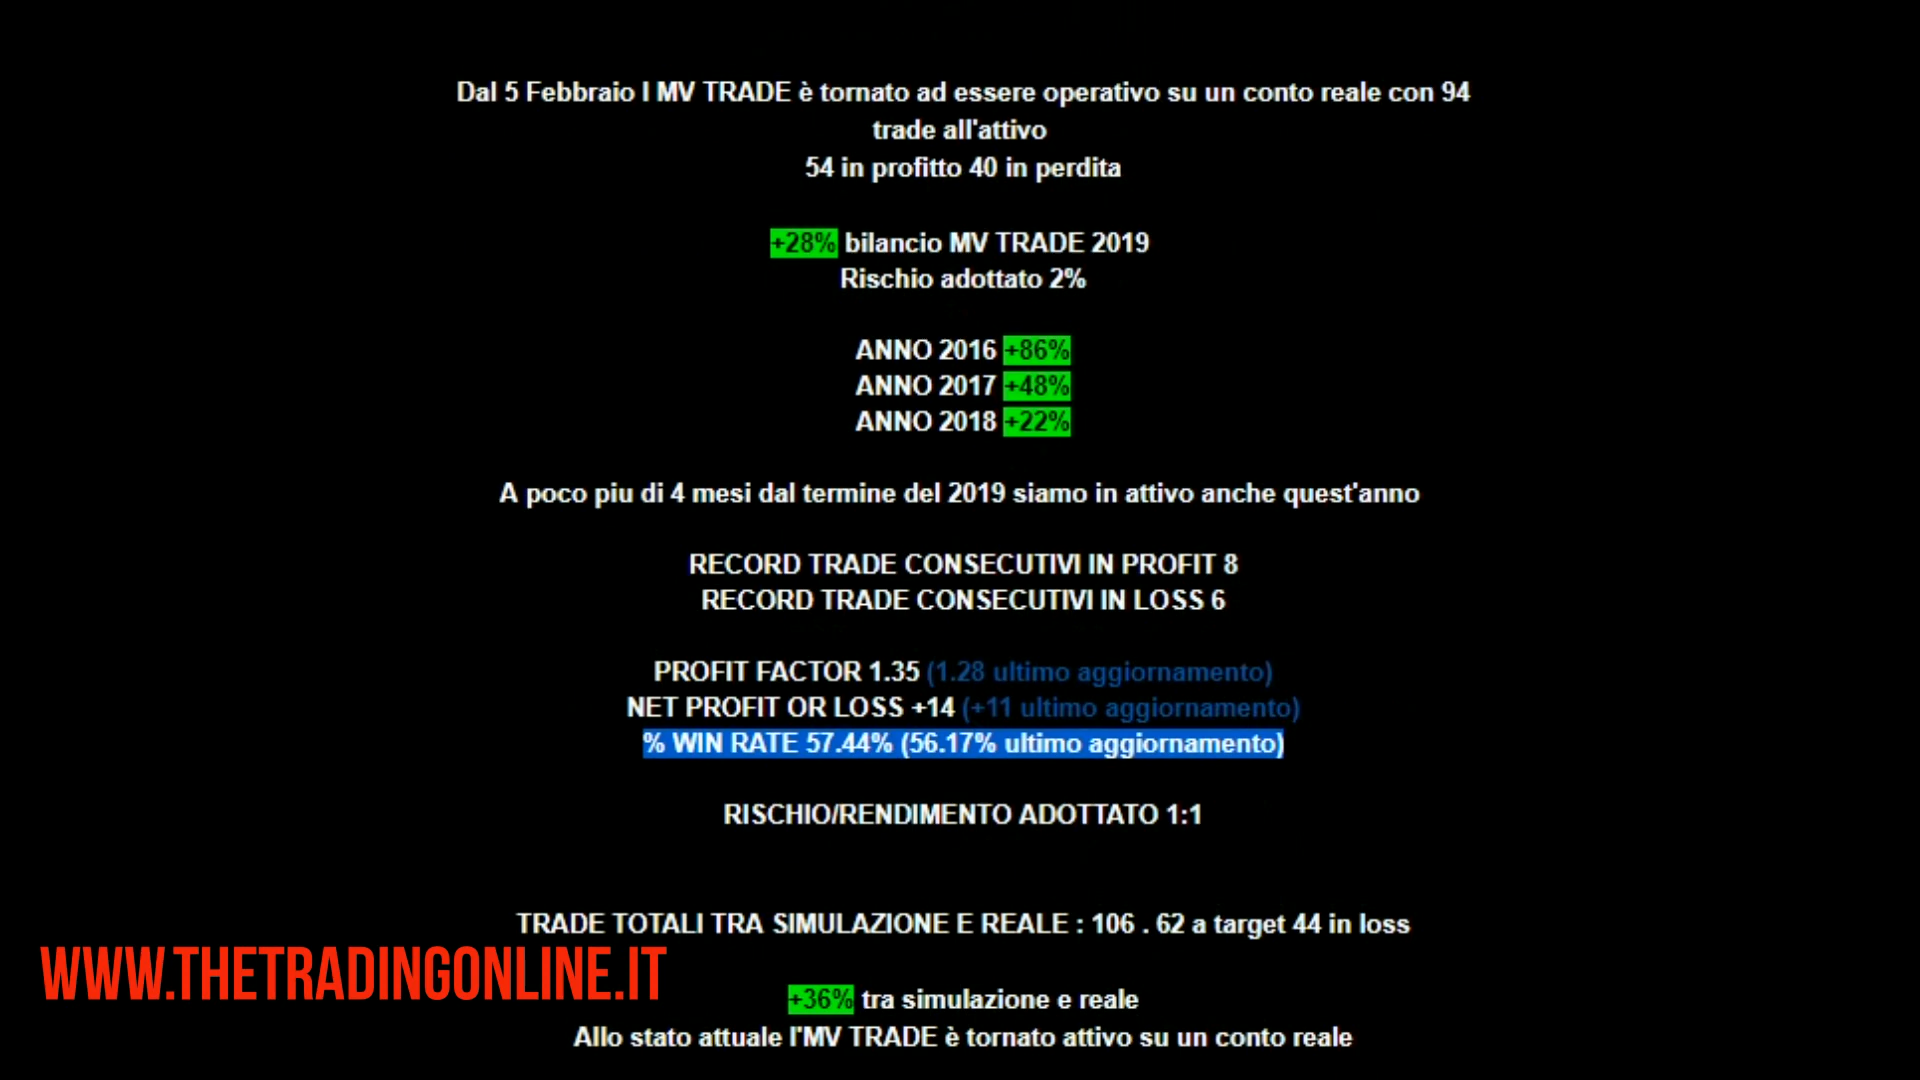 Dal 5 Febbraio l MV TRADE è tornato ad essere operativo su un conto reale con 94
trade all'attivo
54 in profitto 40 in perdita
+28% bilancio MV TRADE 2019
Rischio adottato 2%
ANNO 2016 +86%
ANNO 2017 +48%
ANNO 2018 +22%
A poco piu di 4 mesi dal termine del 2019 siamo in attivo anche quest'anno
RECORD TRADE CONSECUTIVI IN PROFIT 8
RECORD TRADE CONSECUTIVI IN LOSS 6
PROFIT FACTOR 1.35 (1.28 ultimo aggiornamento)
NET PROFIT OR LOSS +14 (+11 ultimo aggiornamento)
% WIN RATE 57.44% (56.17% ultimo aggiornamento)
RISCHIO/RENDIMENTO ADOTTATO 1:1
TRADE TOTALI TRA SIMULAZIONE E REALE : 106 . 62 a target 44 in loss
WWW.THETRADINGONLINE.IT
+36% tra simulazione e reale
Allo stato attuale l'MV TRADE è tornato attivo su un conto reale